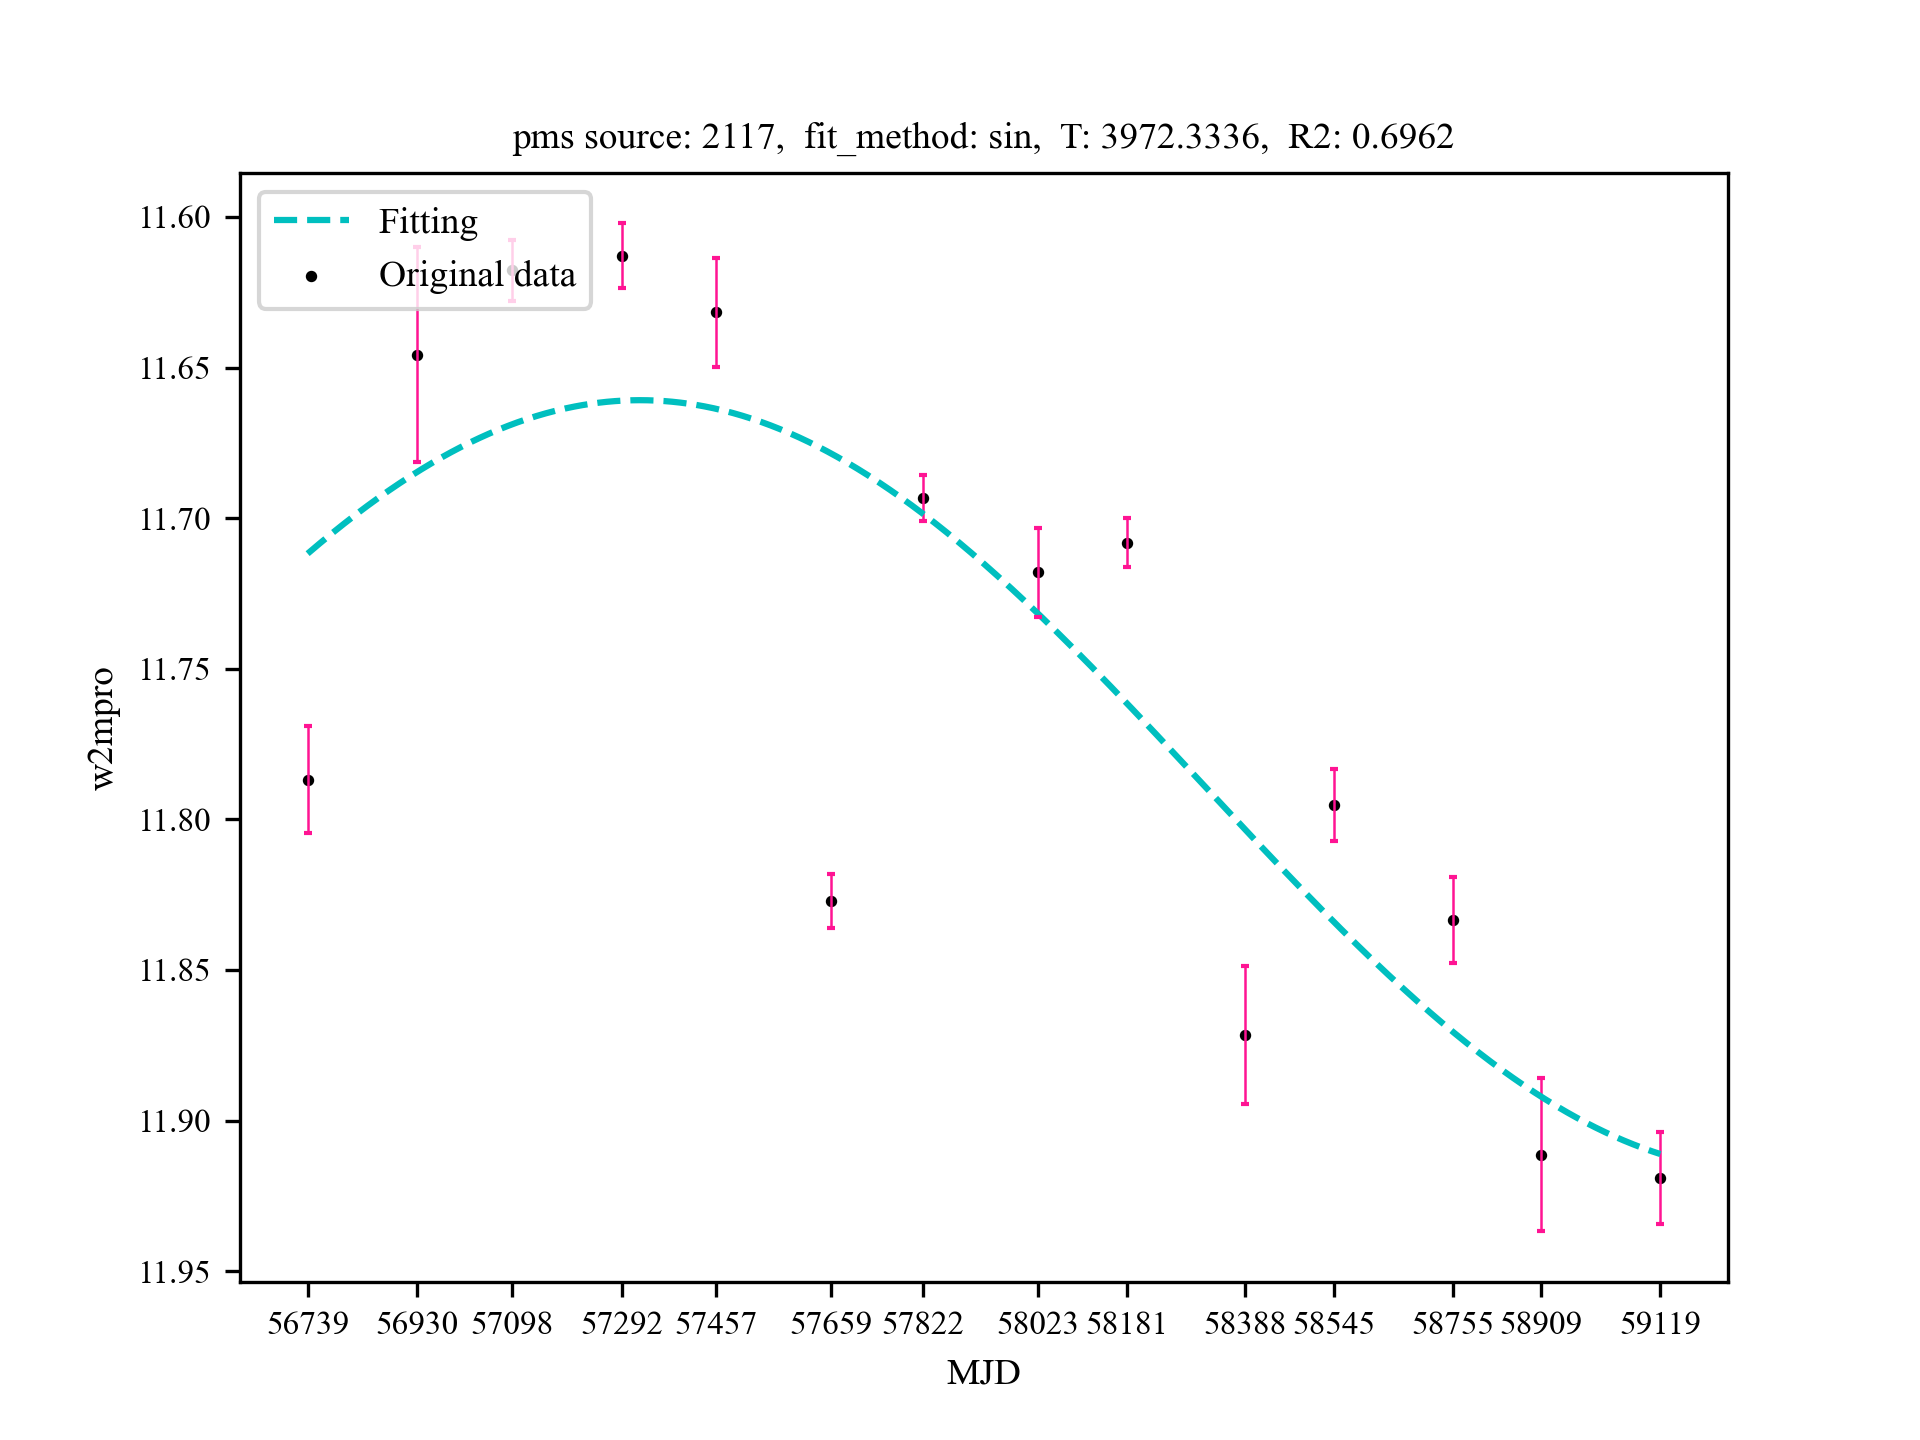 pms source: 2117,  fit_method: sin,  T: 3972.3336,  R2: 0.6962
Fitting
Original data
11.60
11.65
11.70
11.75
11.80
11.85
11.90
11.95
w2mpro
56739 56930 57098 57292 57457 57659 57822 58023 58181 58388 58545 58755 58909 59119
MJD